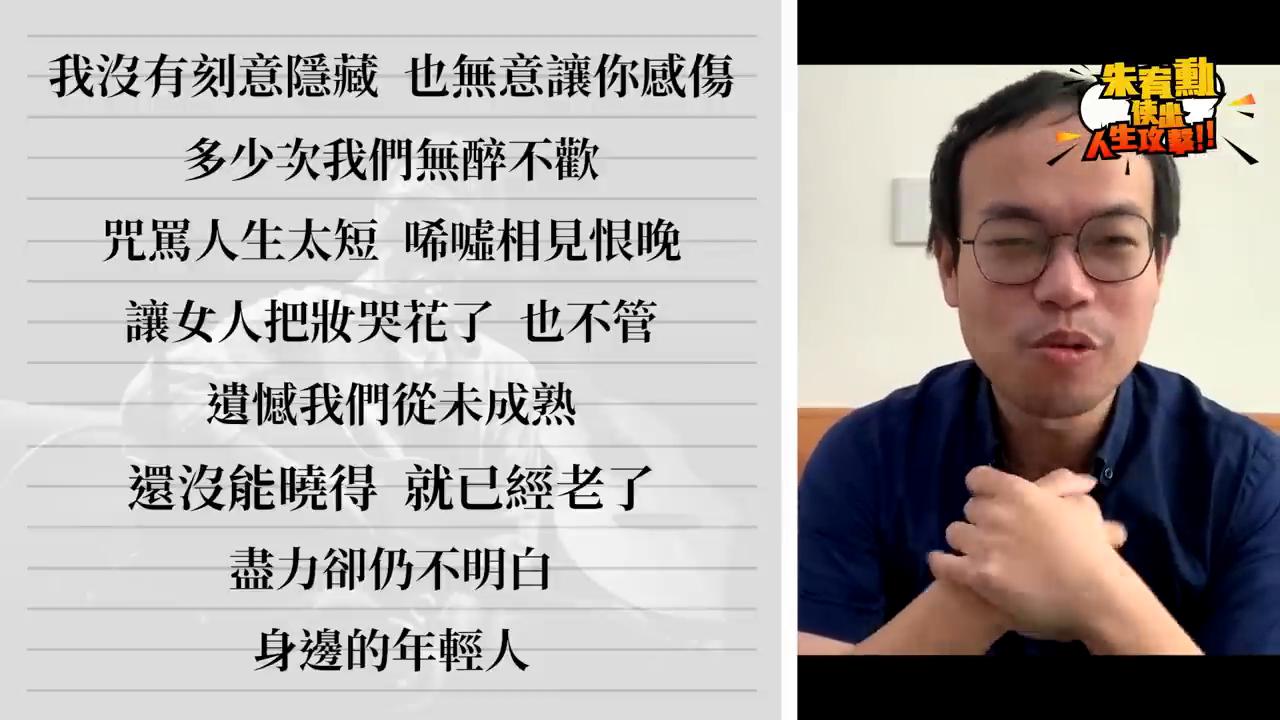 我沒有刻意隱藏 也無意讓你感傷
多少次我們無醉不歡
咒罵人生太短 唏噓相見恨晚
讓女人把妝哭花了 也不管
遺憾我們從未成熟
還沒能曉得 就已經老了
盡力卻仍不明白
身邊的年輕人
朱宥勳
使出
人生攻擊!!